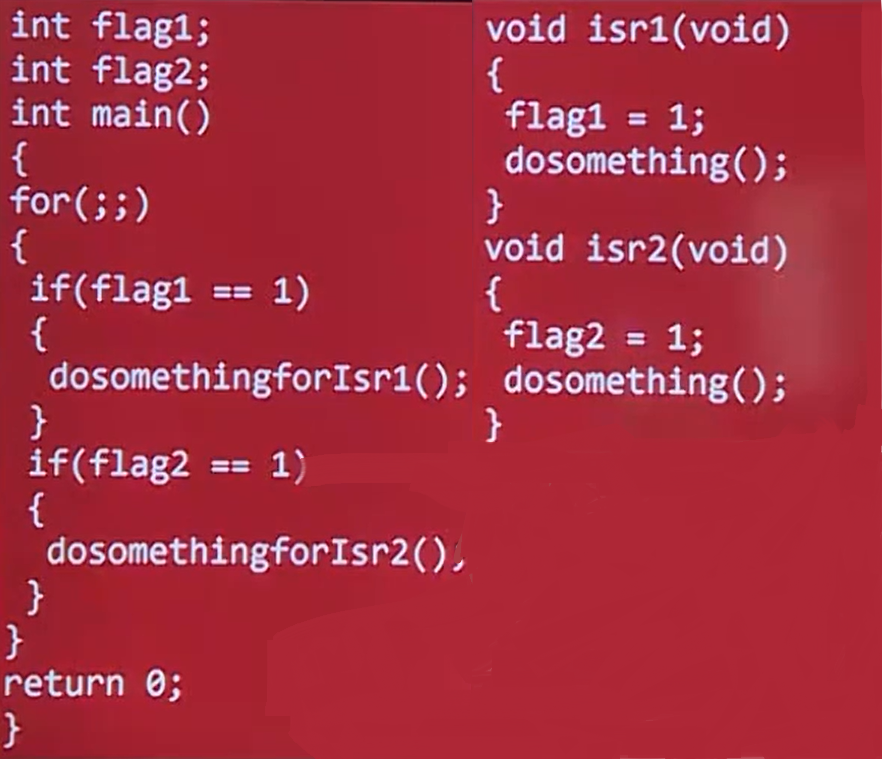 int flag1;
int flag2;
int main()
{
for(;;)
{
if(flag1 == 1)
{
dosomethingforIsr1();
}
if(flag2 == 1)
{
dosomethingforIsr2();
}
}
return 0;
}
void isr1(void)
{
flag1 = 1;
dosomething();
}
void isr2(void)
{
flag2 = 1;
dosomething();
}